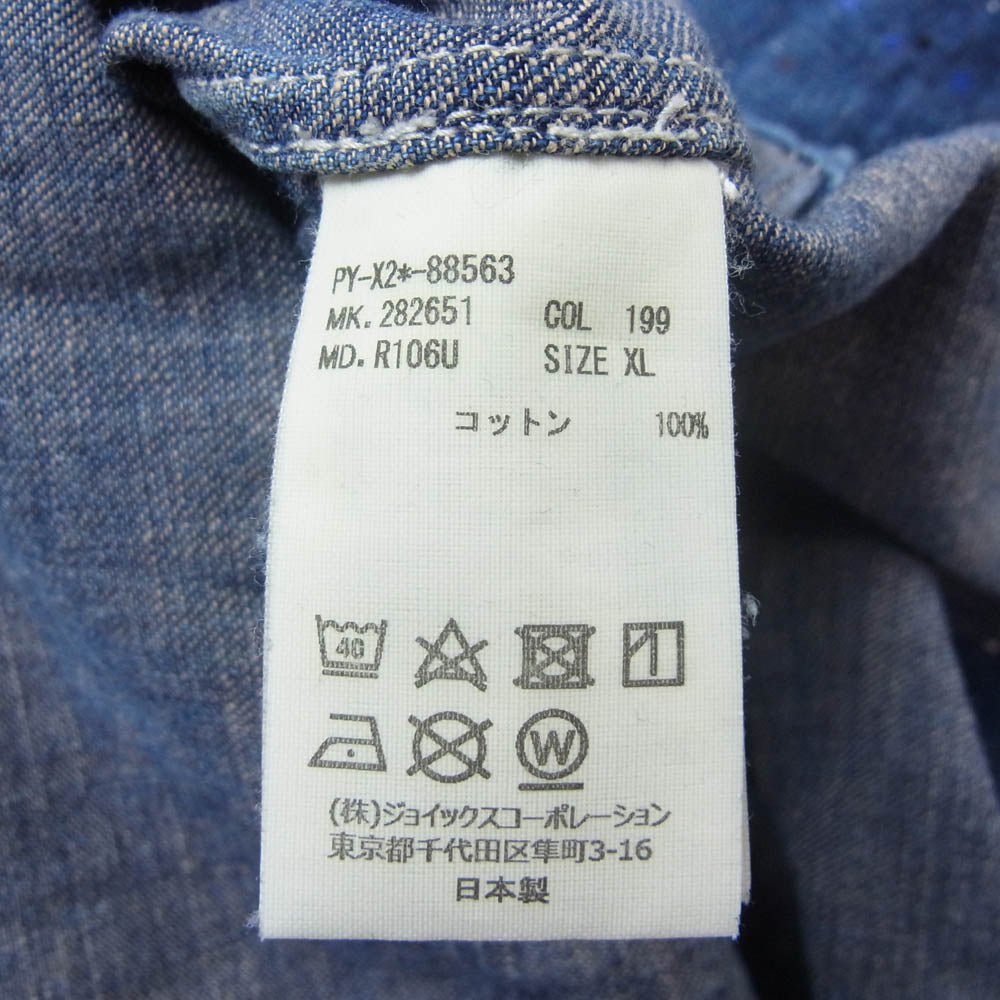 PY-X2*-88563
MK. 282651 COL 199
MD. R106U SIZE XL
コットン 100%
40
W
(株)ジョイックスコーポレーション
東京都千代田区隼町3-16
日本製